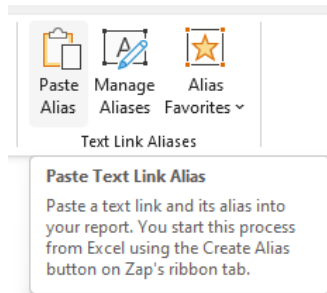 Paste Manage Alias
Alias Aliases Favorites
Text Link Aliases
Paste Text Link Alias
Paste a text link and its alias into
your report. You start this process
from Excel using the Create Alias
button on Zap's ribbon tab.